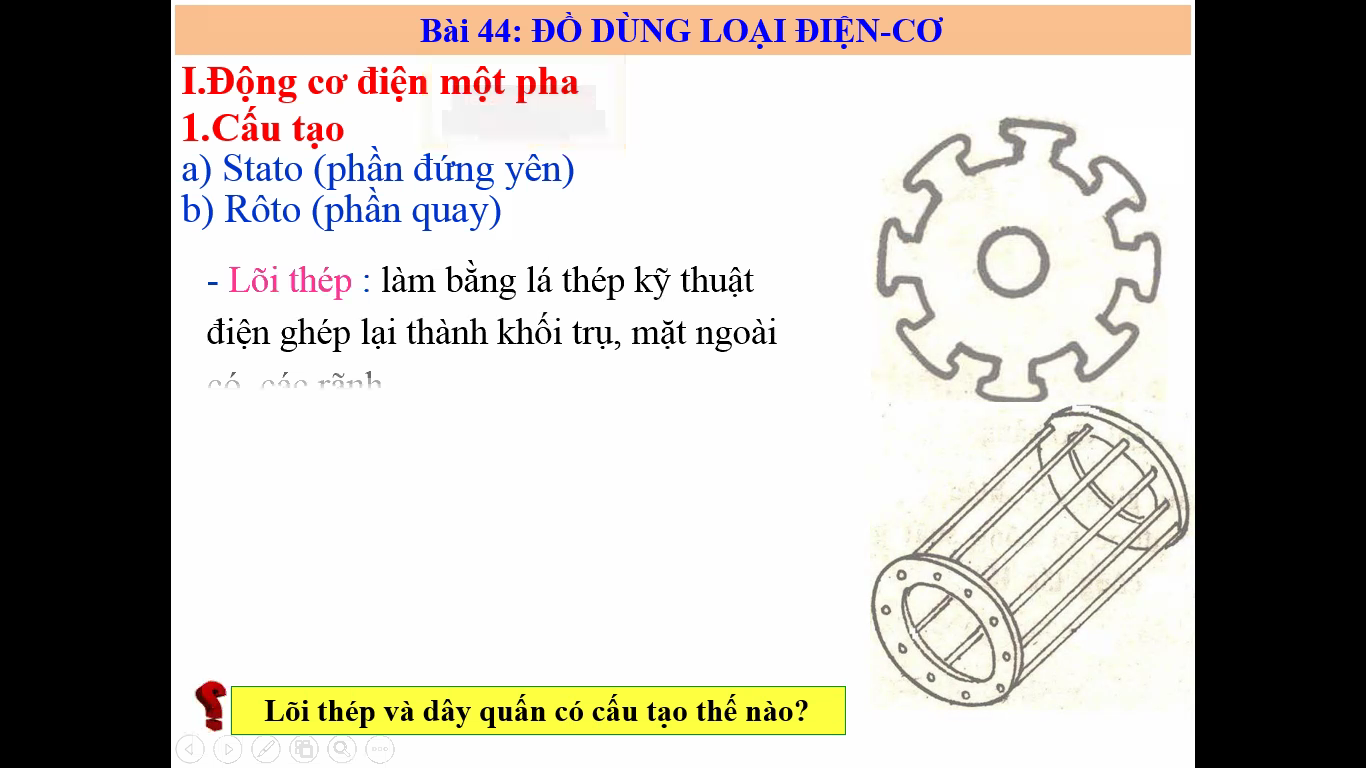 Bài 44: ĐỒ DÙNG LOẠI ĐIỆN-CƠ
I.Động cơ điện một pha
1.Cấu tạo
a) Stato (phần đứng yên)
b) Rôto (phần quay)
- Lõi thép : làm bằng lá thép kỹ thuật
điện ghép lại thành khối trụ, mặt ngoài
có các rãnh
Lõi thép và dây quấn có cấu tạo thế nào?